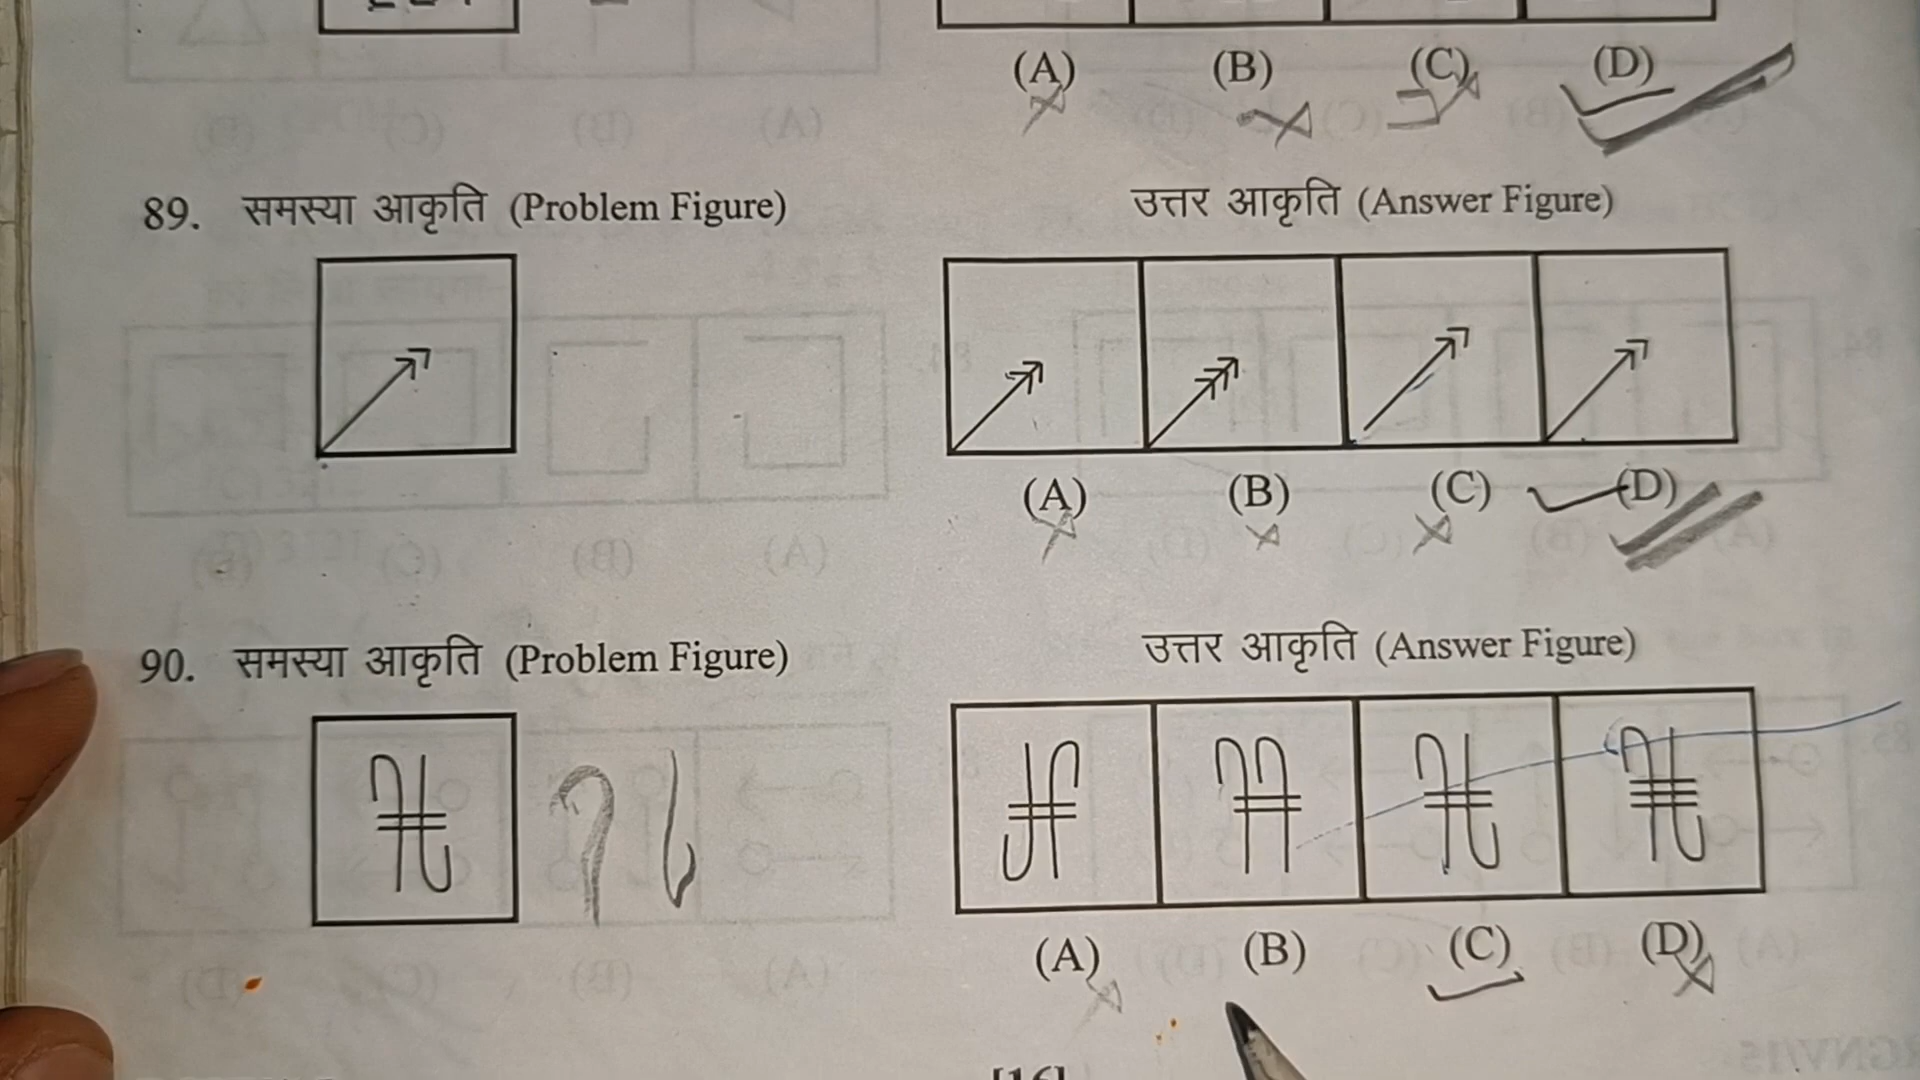 (A) (B) (C) (D)
89. समस्या आकृति (Problem Figure) उत्तर आकृति (Answer Figure)
(A) (B) (C) (D)
90. समस्या आकृति (Problem Figure) उत्तर आकृति (Answer Figure)
(A) (B) (C) (D)
[16]